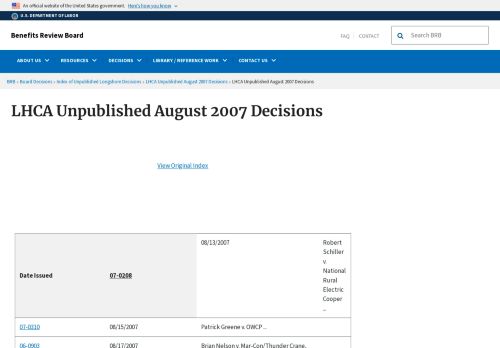 An official website of the United States government. Here's how you know
U.S. DEPARTMENT OF LABOR
Benefits Review Board
FAQ CONTACT
Search BRB
ABOUT US RESOURCES DECISIONS LIBRARY / REFERENCE WORK CONTACT US
BRB › Board Decisions › Index of Unpublished Longshore Decisions › LHCA Unpublished August 2007 Decisions › LHCA Unpublished August 2007 Decisions
LHCA Unpublished August 2007 Decisions
View Original Index
Date Issued 07-0208 08/13/2007 Robert
Schiller
v.
National
Rural
Electric
Cooper
...
07-0310 08/15/2007 Patrick Greene v. OWCP ...
06-0903 08/17/2007 Brian Nelson v. Mar-Con/Thunder Crane,